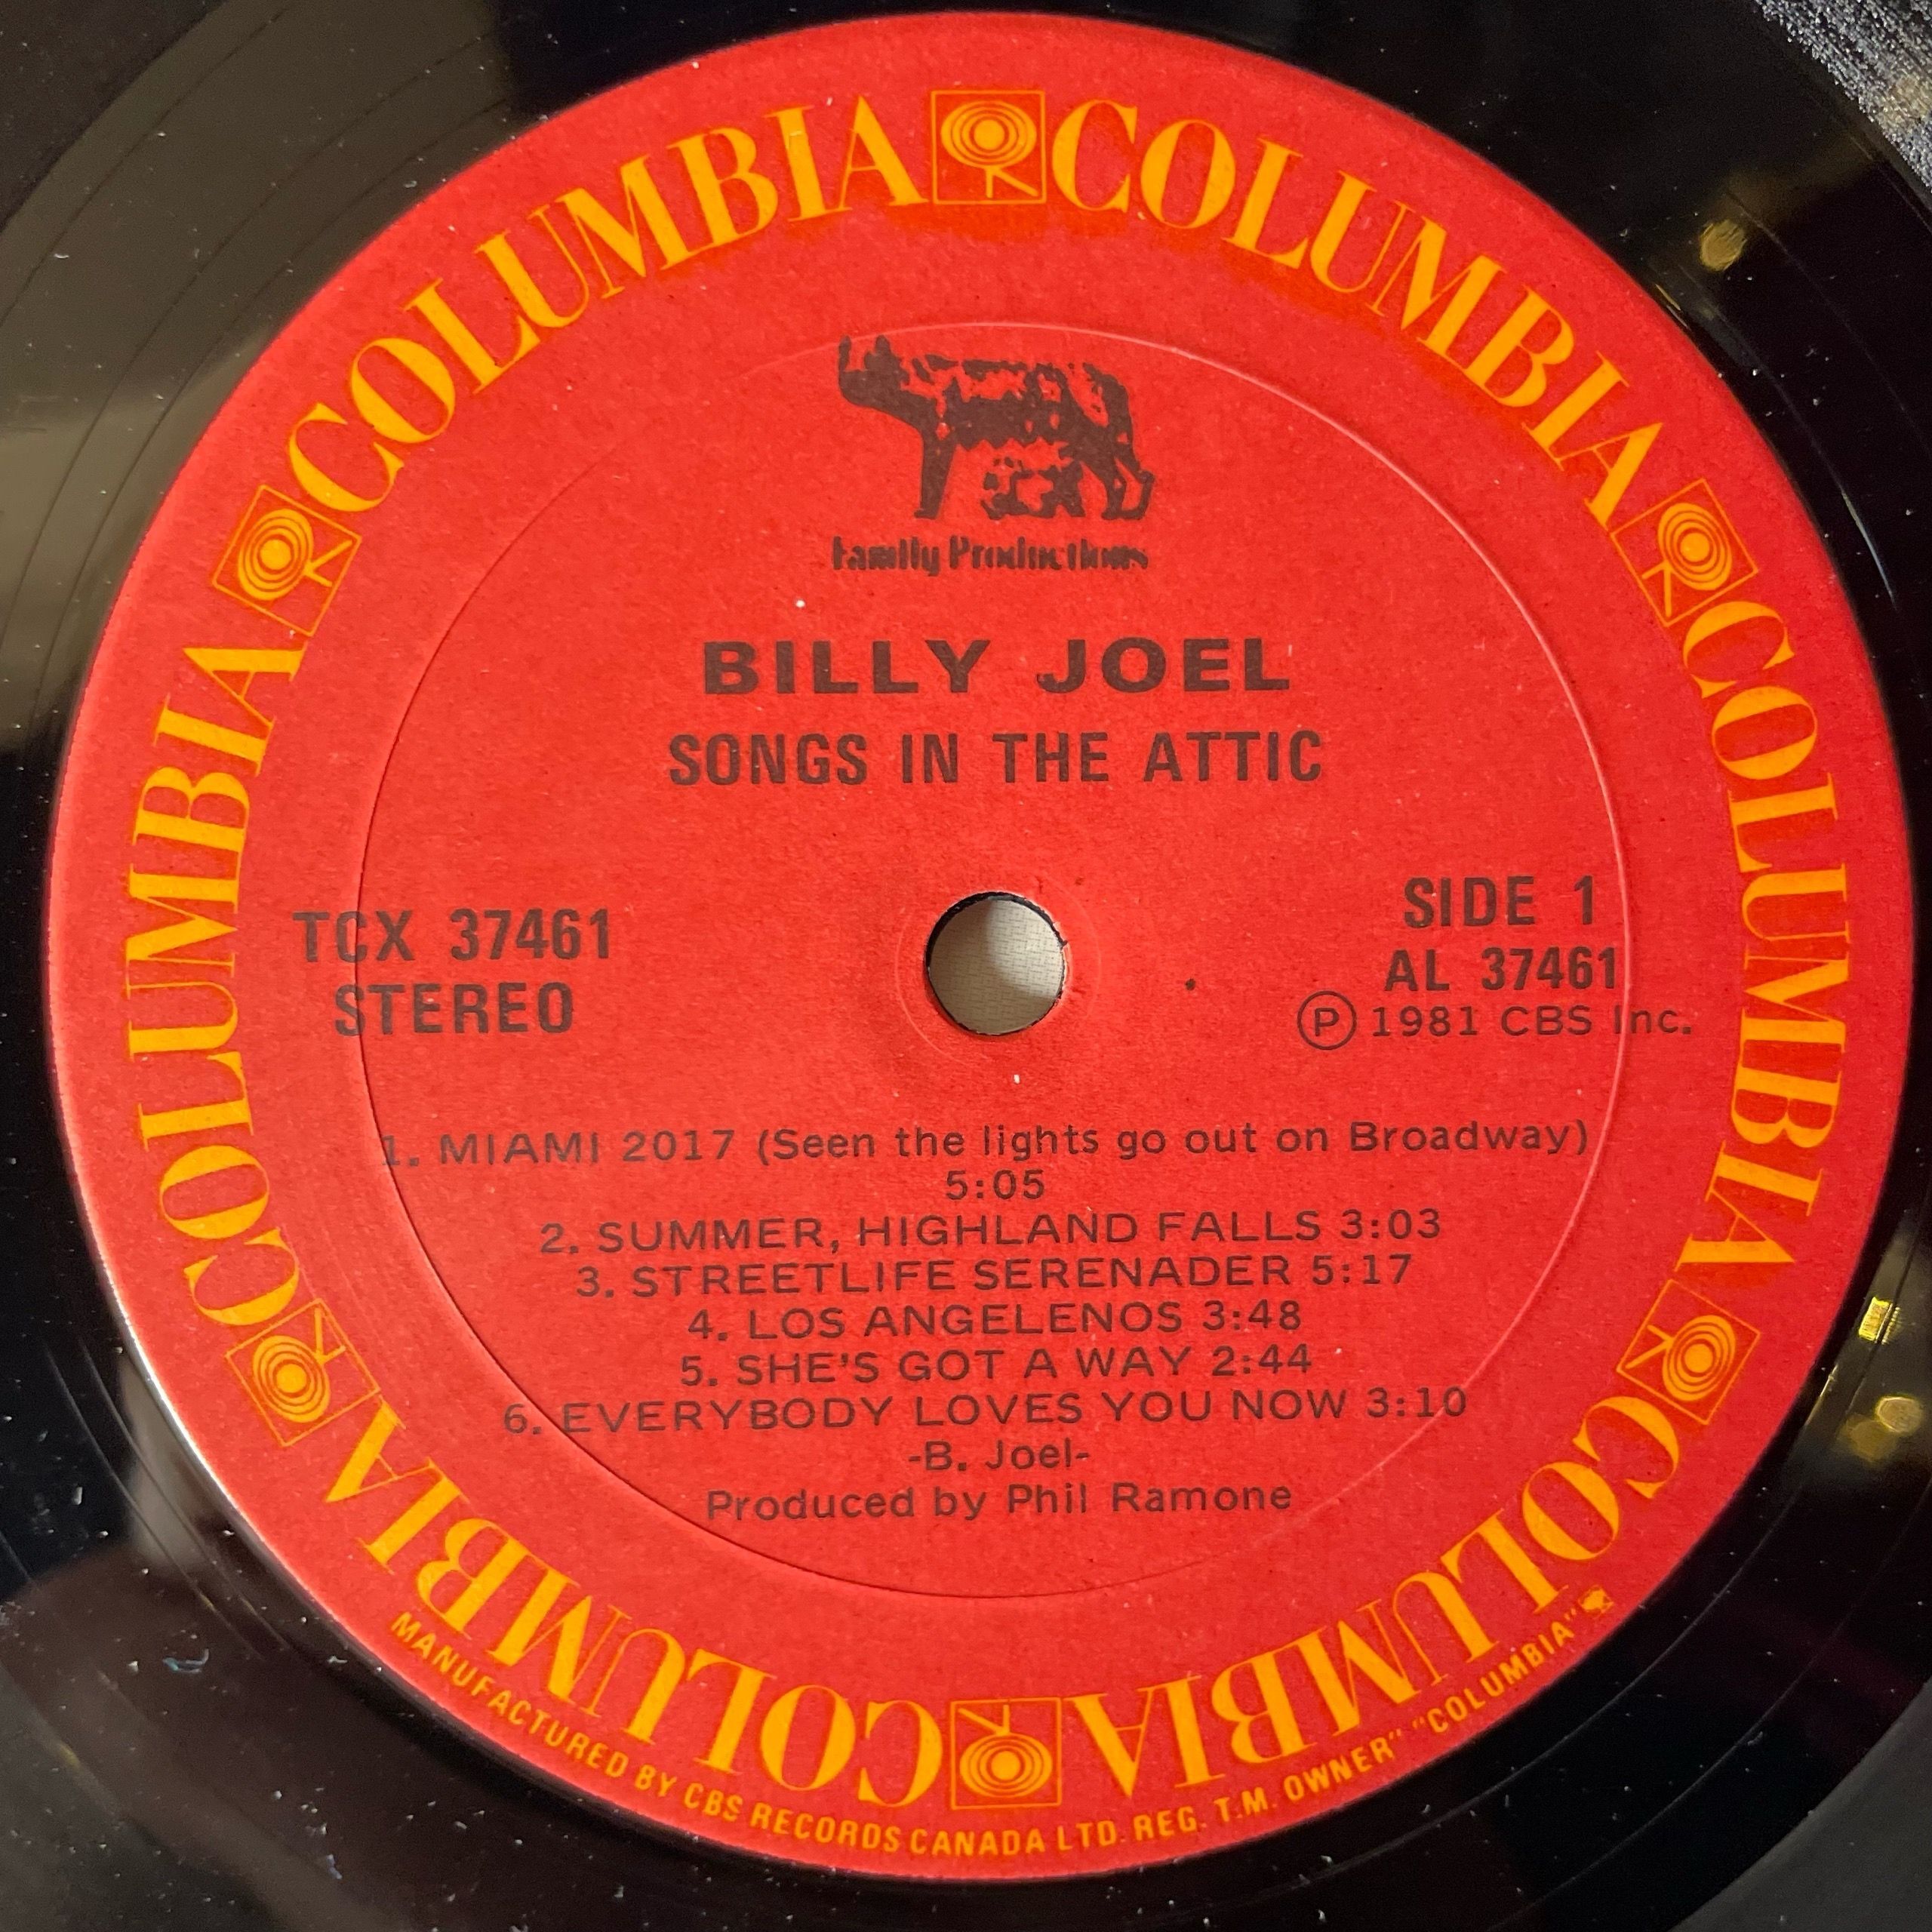 COLUMBIA COLUMBIA COLUMBIA COLUMBIA COLUMBIA COLUMBIA
Family Productions
BILLY JOEL
SONGS IN THE ATTIC
TCX 37461
STEREO
SIDE 1
AL 37461
Ⓟ 1981 CBS Inc.
1. MIAMI 2017 (Seen the lights go out on Broadway)
5:05
2. SUMMER, HIGHLAND FALLS 3:03
3. STREETLIFE SERENADER 5:17
4. LOS ANGELENOS 3:48
5. SHE'S GOT A WAY 2:44
6. EVERYBODY LOVES YOU NOW 3:10
-B. Joel-
Produced by Phil Ramone
MANUFACTURED BY CBS RECORDS CANADA LTD. REG. T.M. OWNER" "COLUMBIA"